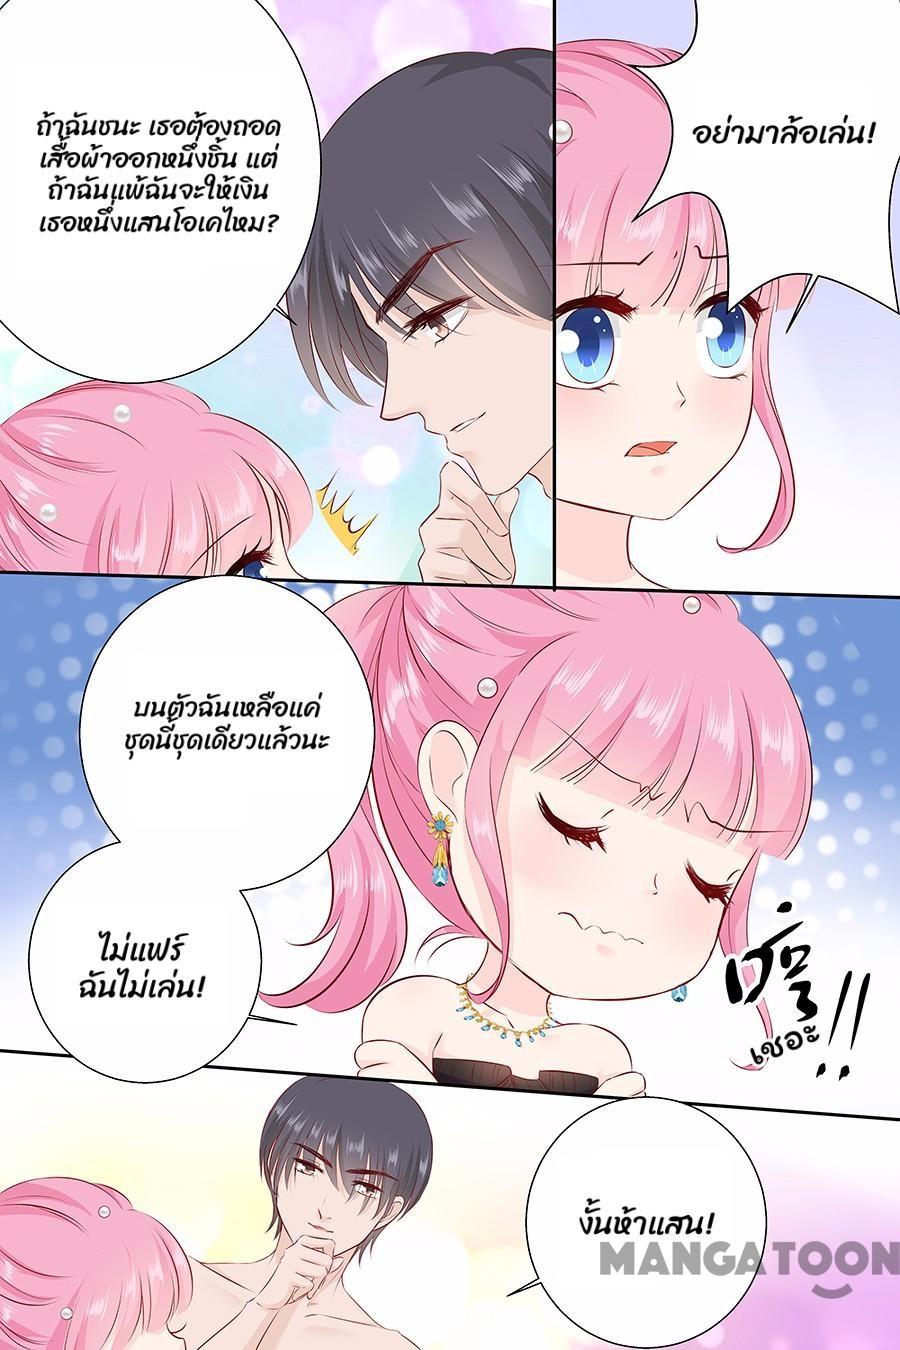 ถ้าฉันชนะ เธอต้องถอด
เสื้อผ้าออกหนึ่งชิ้น แต่
ถ้าฉันแพ้ฉันจะให้เงิน
เธอหนึ่งแสนโอเคไหม?
อย่ามาล้อเล่น!
บนตัวฉันเหลือแค่
ชุดนี้ชุดเดียวแล้วนะ
ไม่แฟร์
ฉันไม่เล่น!
เชอะ
!!
งั้นห้าแสน!
MANGATOON